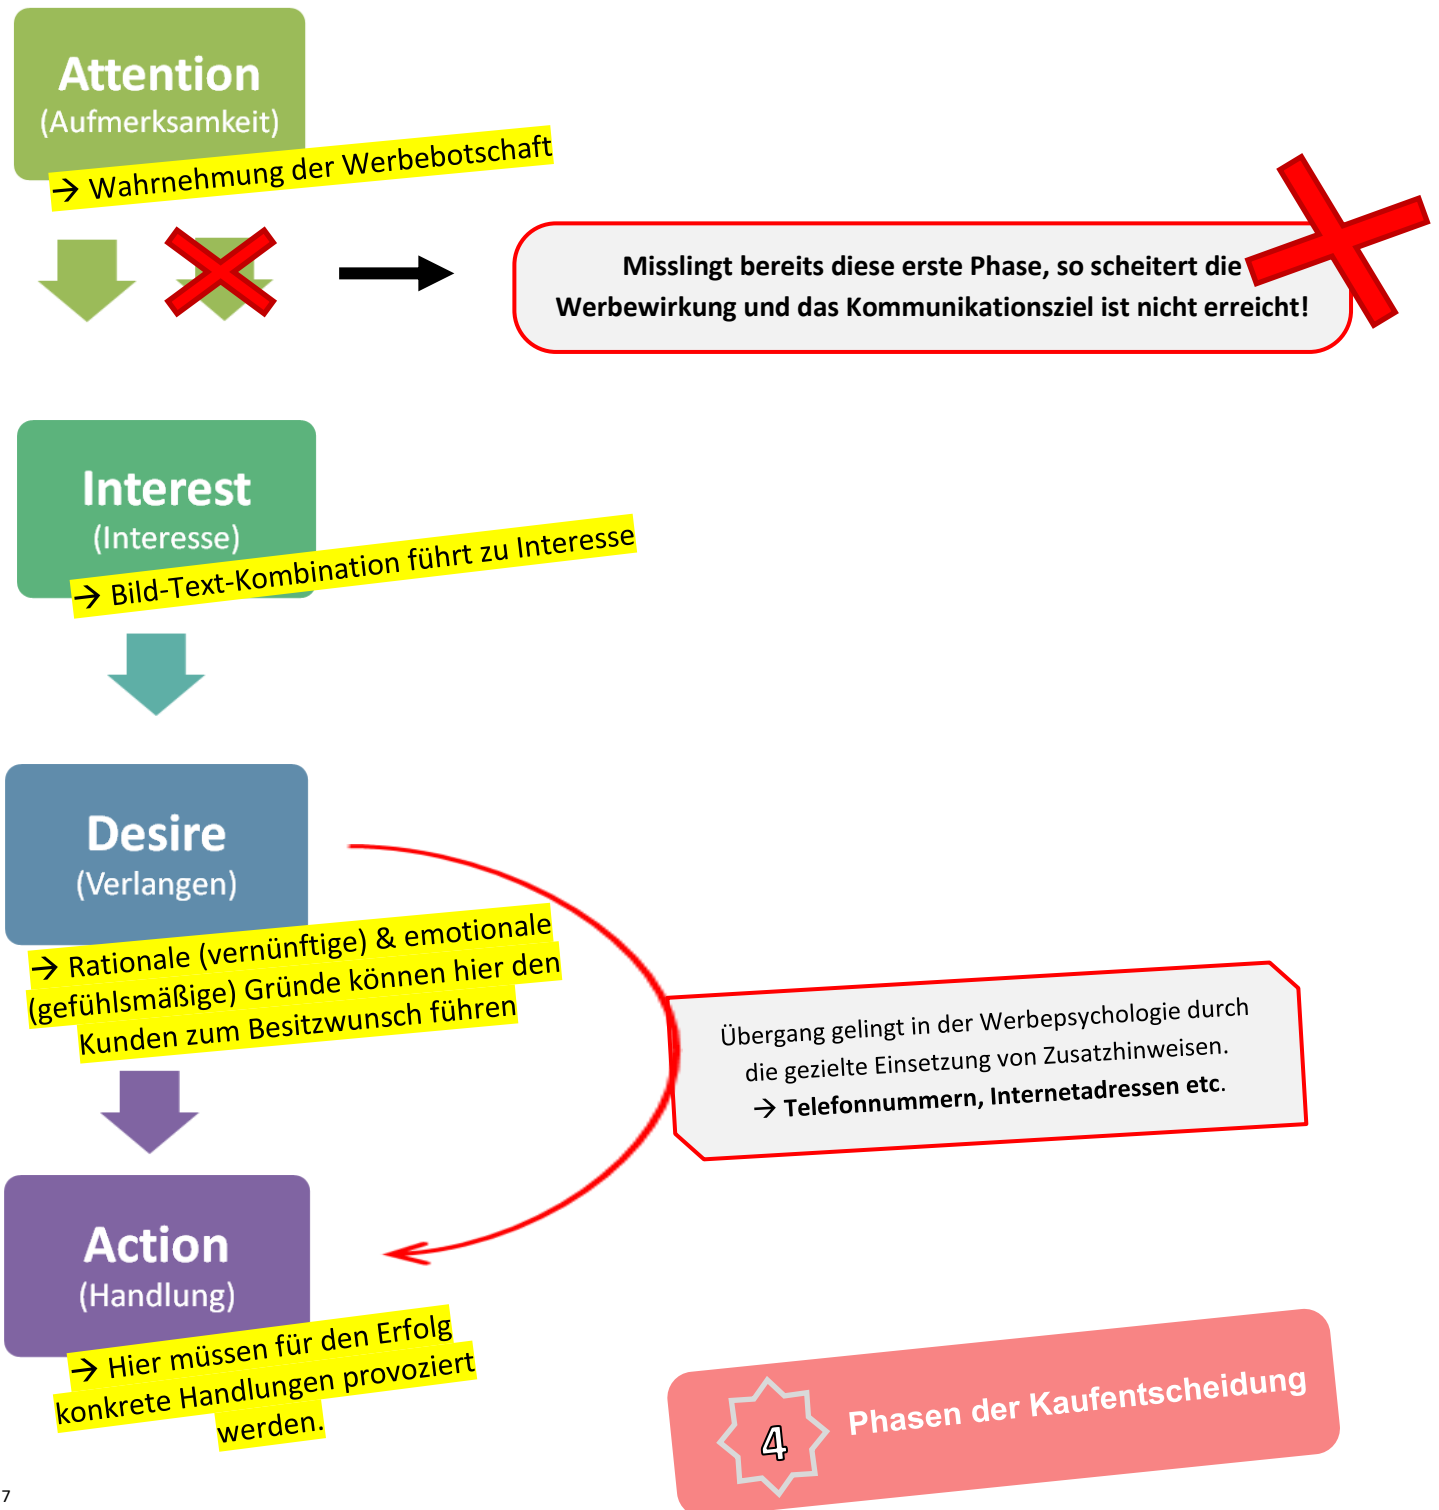 Attention
(Aufmerksamkeit)
→ Wahrnehmung der Werbebotschaft
Misslingt bereits diese erste Phase, so scheitert die
Werbewirkung und das Kommunikationsziel ist nicht erreicht!
Interest
(Interesse)
→ Bild-Text-Kombination führt zu Interesse
Desire
(Verlangen)
→ Rationale (vernünftige) & emotionale
(gefühlsmäßige) Gründe können hier den
Kunden zum Besitzwunsch führen
Übergang gelingt in der Werbepsychologie durch
die gezielte Einsetzung von Zusatzhinweisen.
→ Telefonnummern, Internetadressen etc.
Action
(Handlung)
→ Hier müssen für den Erfolg
konkrete Handlungen provoziert
werden.
4 Phasen der Kaufentscheidung
7